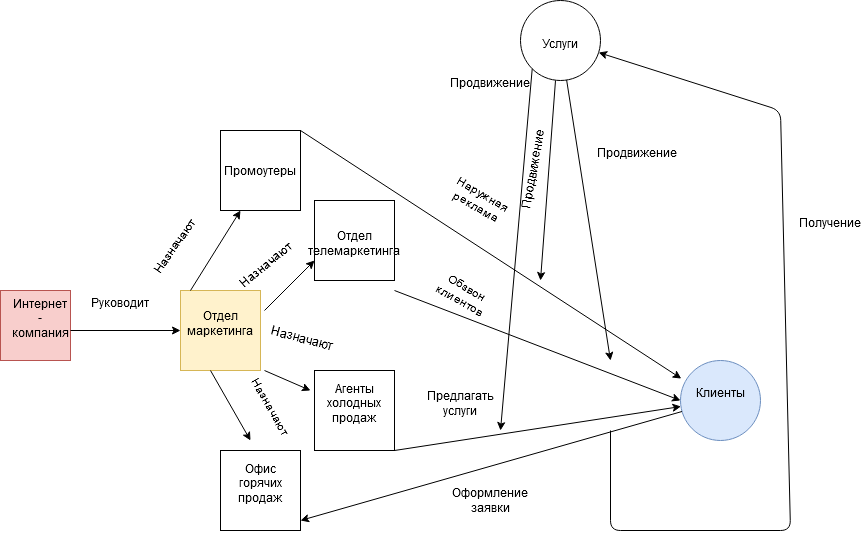 Услуги
Продвижение
Продвижение
Продвижение
Промоутеры
Наружная
реклама
Получение
Назначают
Отдел
телемаркетинга
Назначают
Обзвон
клиентов
Интернет
-
компания
Руководит
Отдел
маркетинга
Назначают
Назначают
Агенты
холодных
продаж
Предлагать
услуги
Клиенты
Офис
горячих
продаж
Оформление
заявки